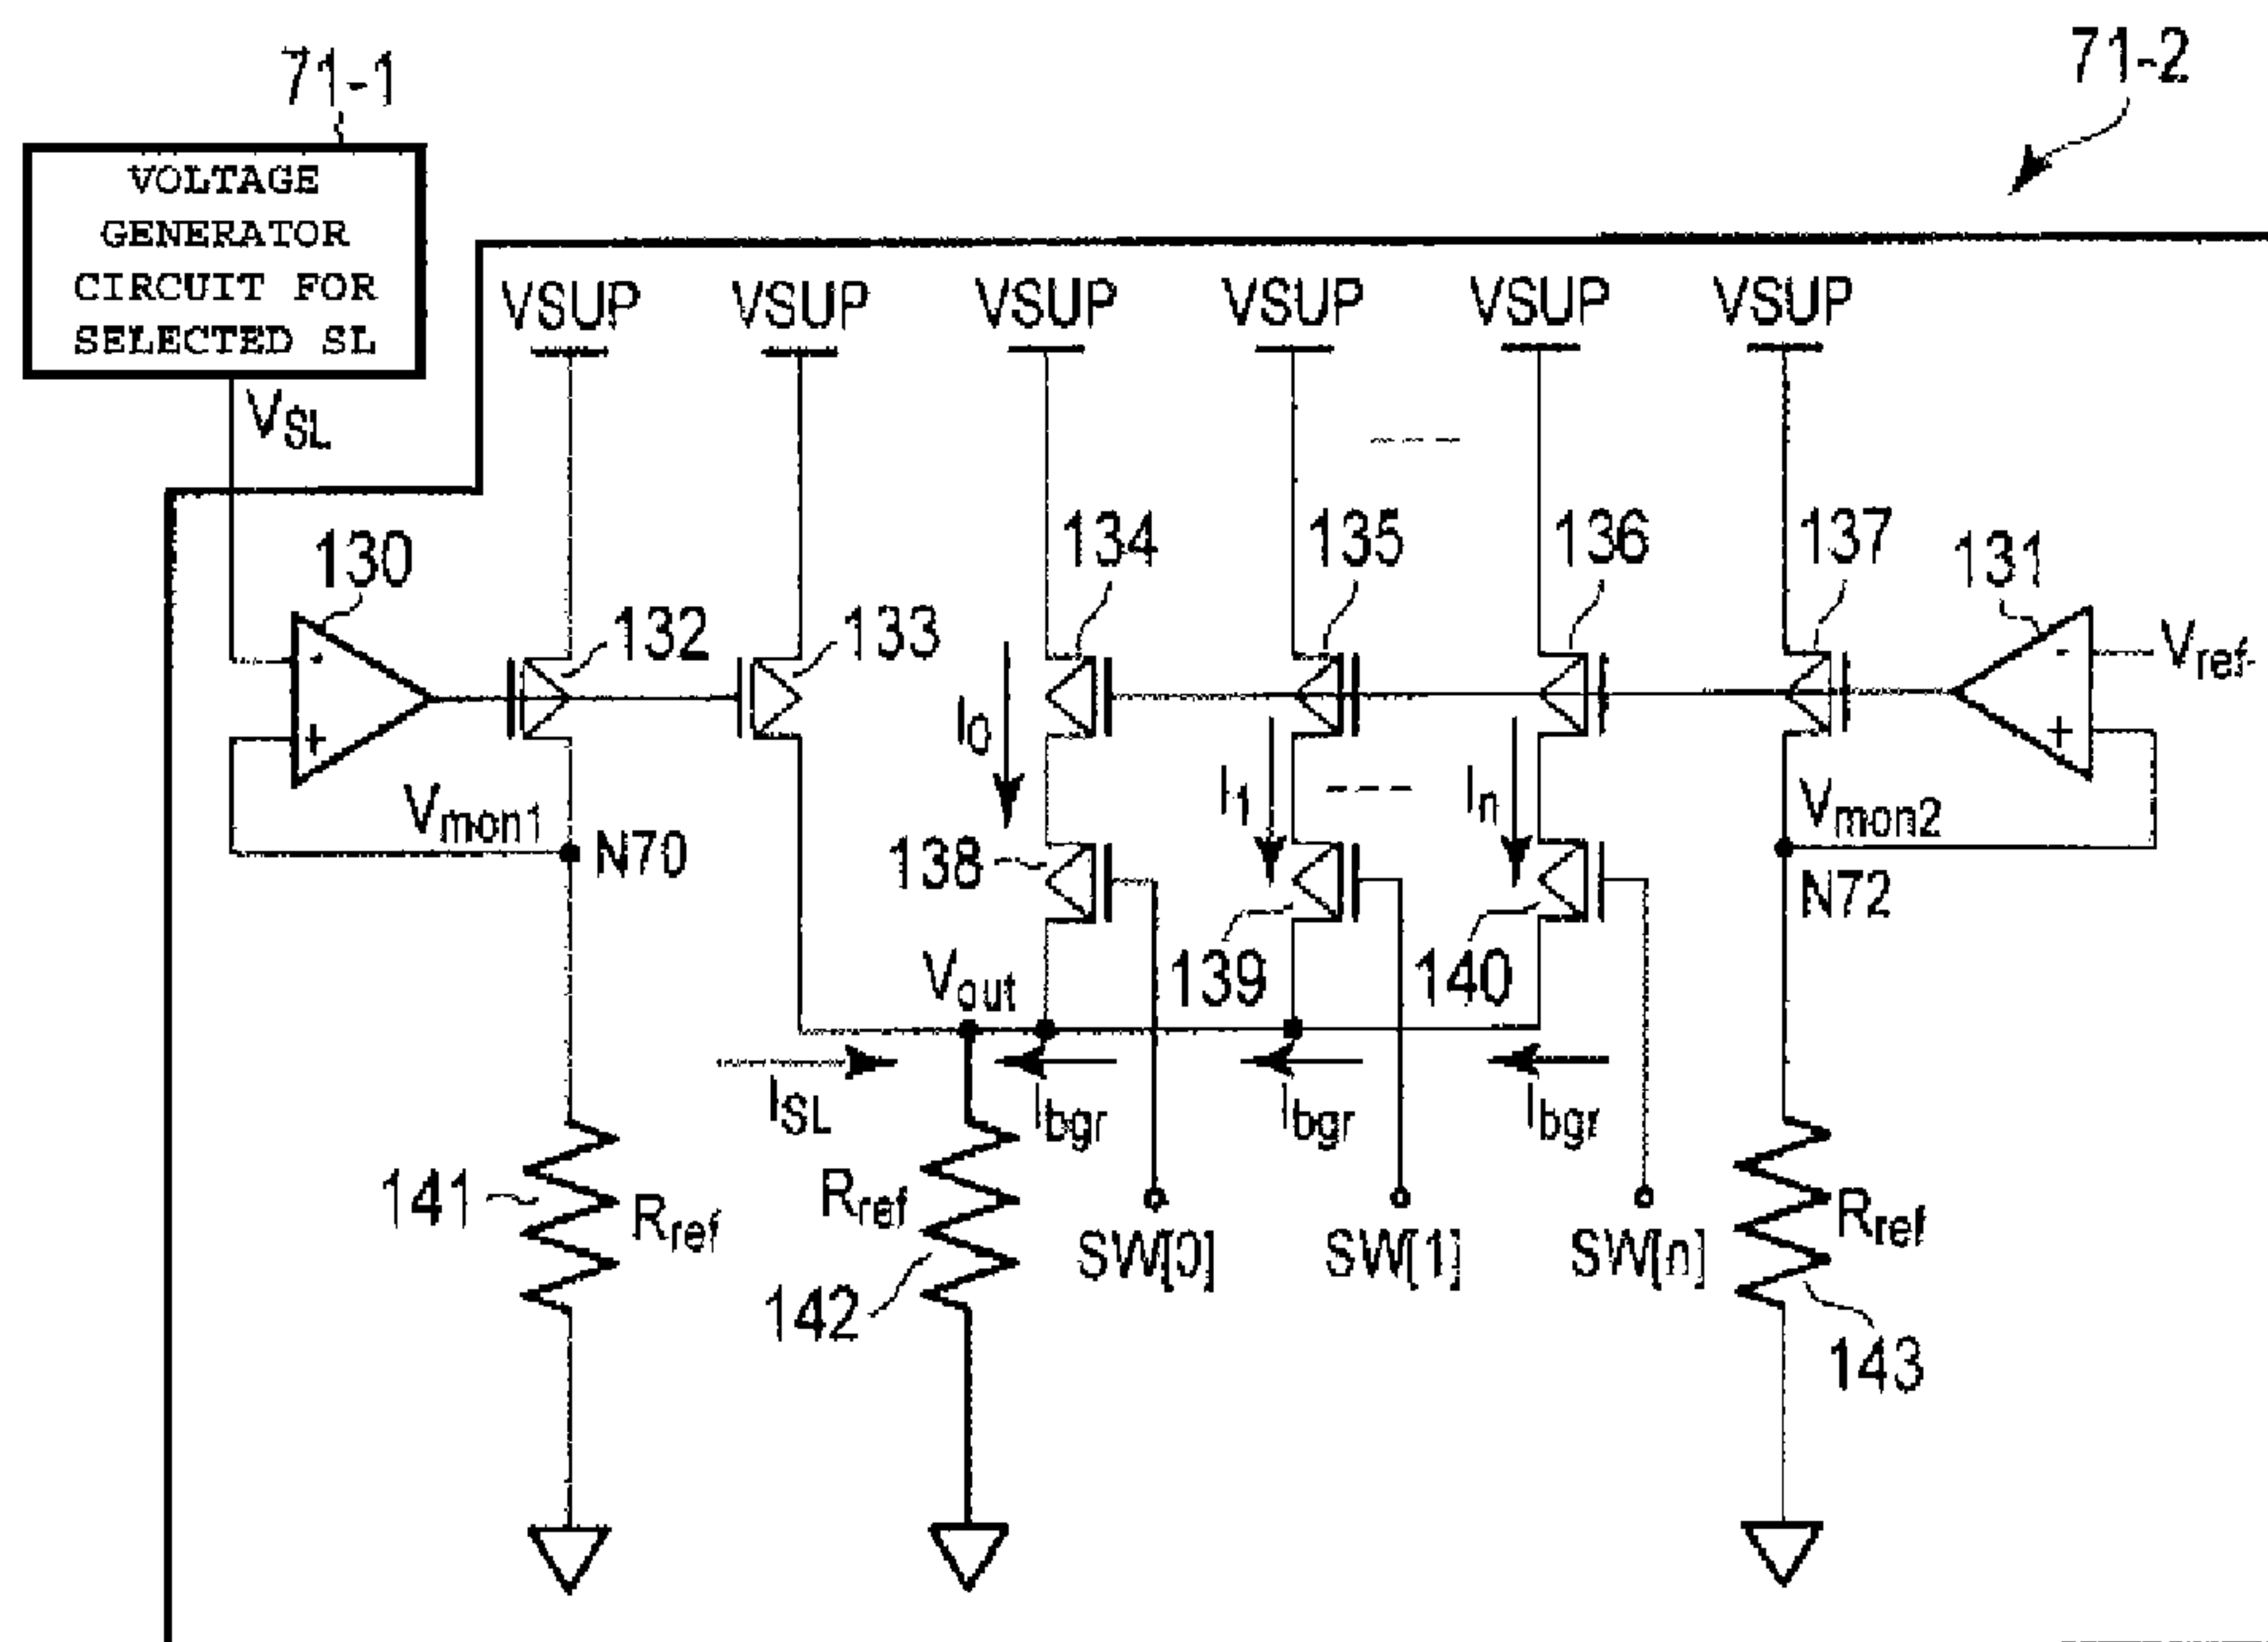 71-1
71-2
VOLTAGE
GENERATOR
CIRCUIT FOR
SELECTED SL
VSUP VSUP VSUP VSUP VSUP VSUP
VSL
130 134 135 136 137 131
132 133
- - Vref
+ +
I0 I1 In
Vmon1 Vmon2
N70 138 N72
139 140
Vout
ISL Ibgr Ibgr Ibgr
141 Rref Rref Rref
SW[0] SW[1] SW[n]
142 143